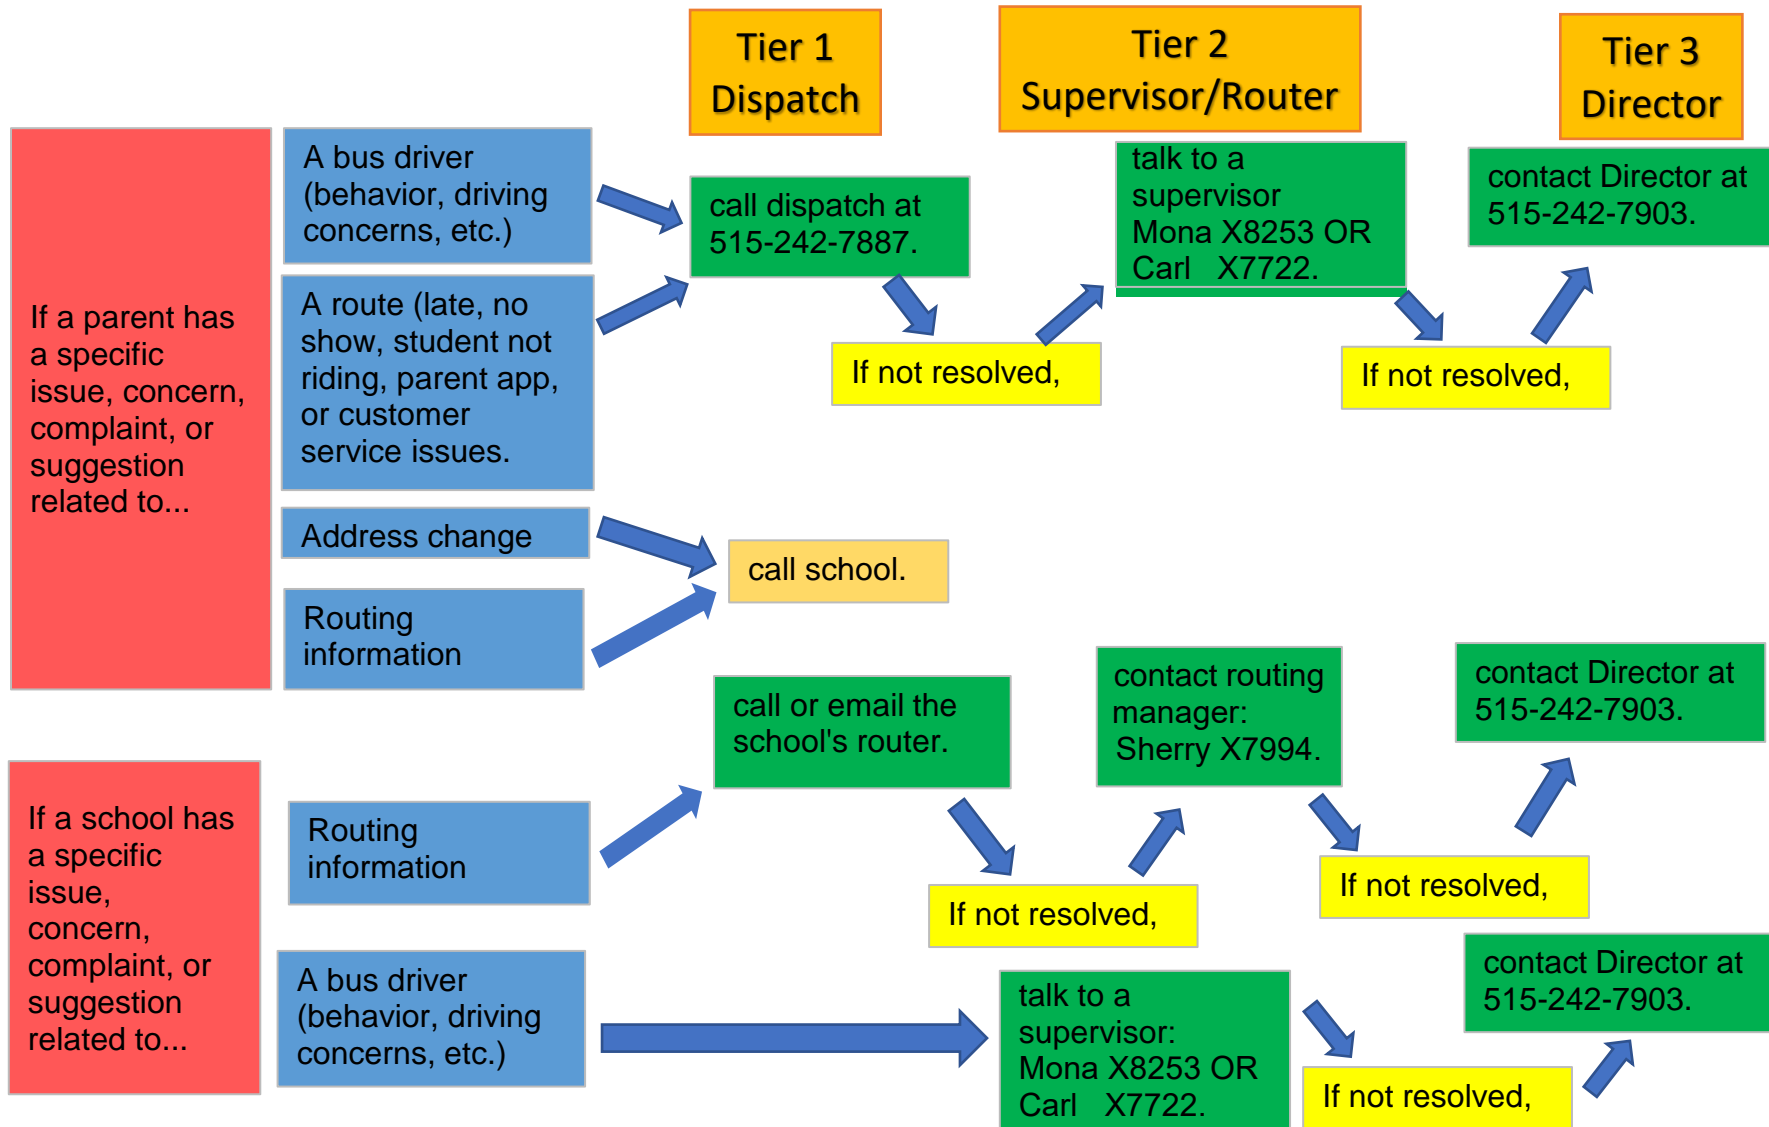 Tier 1
Dispatch
Tier 2
Supervisor/Router
Tier 3
Director
If a parent has
a specific
issue, concern,
complaint, or
suggestion
related to...
A bus driver
(behavior, driving
concerns, etc.)
call dispatch at
515-242-7887.
talk to a
supervisor
Mona X8253 OR
Carl   X7722.
contact Director at
515-242-7903.
A route (late, no
show, student not
riding, parent app,
or customer
service issues.
If not resolved,
If not resolved,
Address change
call school.
Routing
information
call or email the
school's router.
contact routing
manager:
Sherry X7994.
contact Director at
515-242-7903.
If a school has
a specific
issue,
concern,
complaint, or
suggestion
related to...
Routing
information
If not resolved,
If not resolved,
A bus driver
(behavior, driving
concerns, etc.)
talk to a
supervisor:
Mona X8253 OR
Carl   X7722.
contact Director at
515-242-7903.
If not resolved,